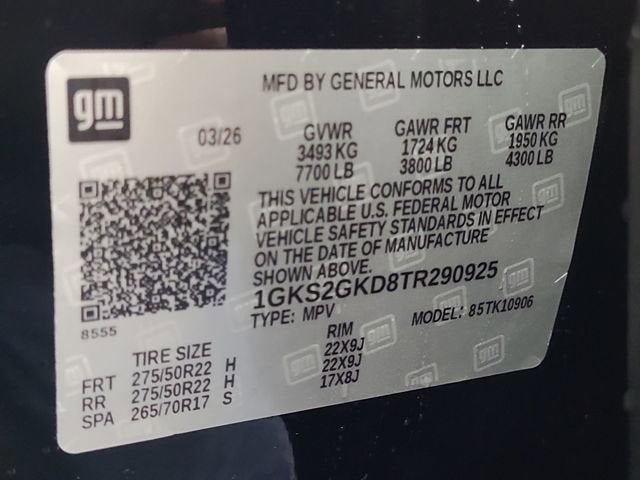 gm
MFD BY GENERAL MOTORS LLC
03/26 GVWR GAWR FRT GAWR RR
3493 KG 1724 KG 1950 KG
7700 LB 3800 LB 4300 LB
THIS VEHICLE CONFORMS TO ALL
APPLICABLE U.S. FEDERAL MOTOR
VEHICLE SAFETY STANDARDS IN EFFECT
ON THE DATE OF MANUFACTURE
SHOWN ABOVE.
1GKS2GKD8TR290925
8555
TYPE: MPV MODEL: 85TK10906
TIRE SIZE RIM
FRT 275/50R22 H 22X9J
RR 275/50R22 H 22X9J
SPA 265/70R17 S 17X8J